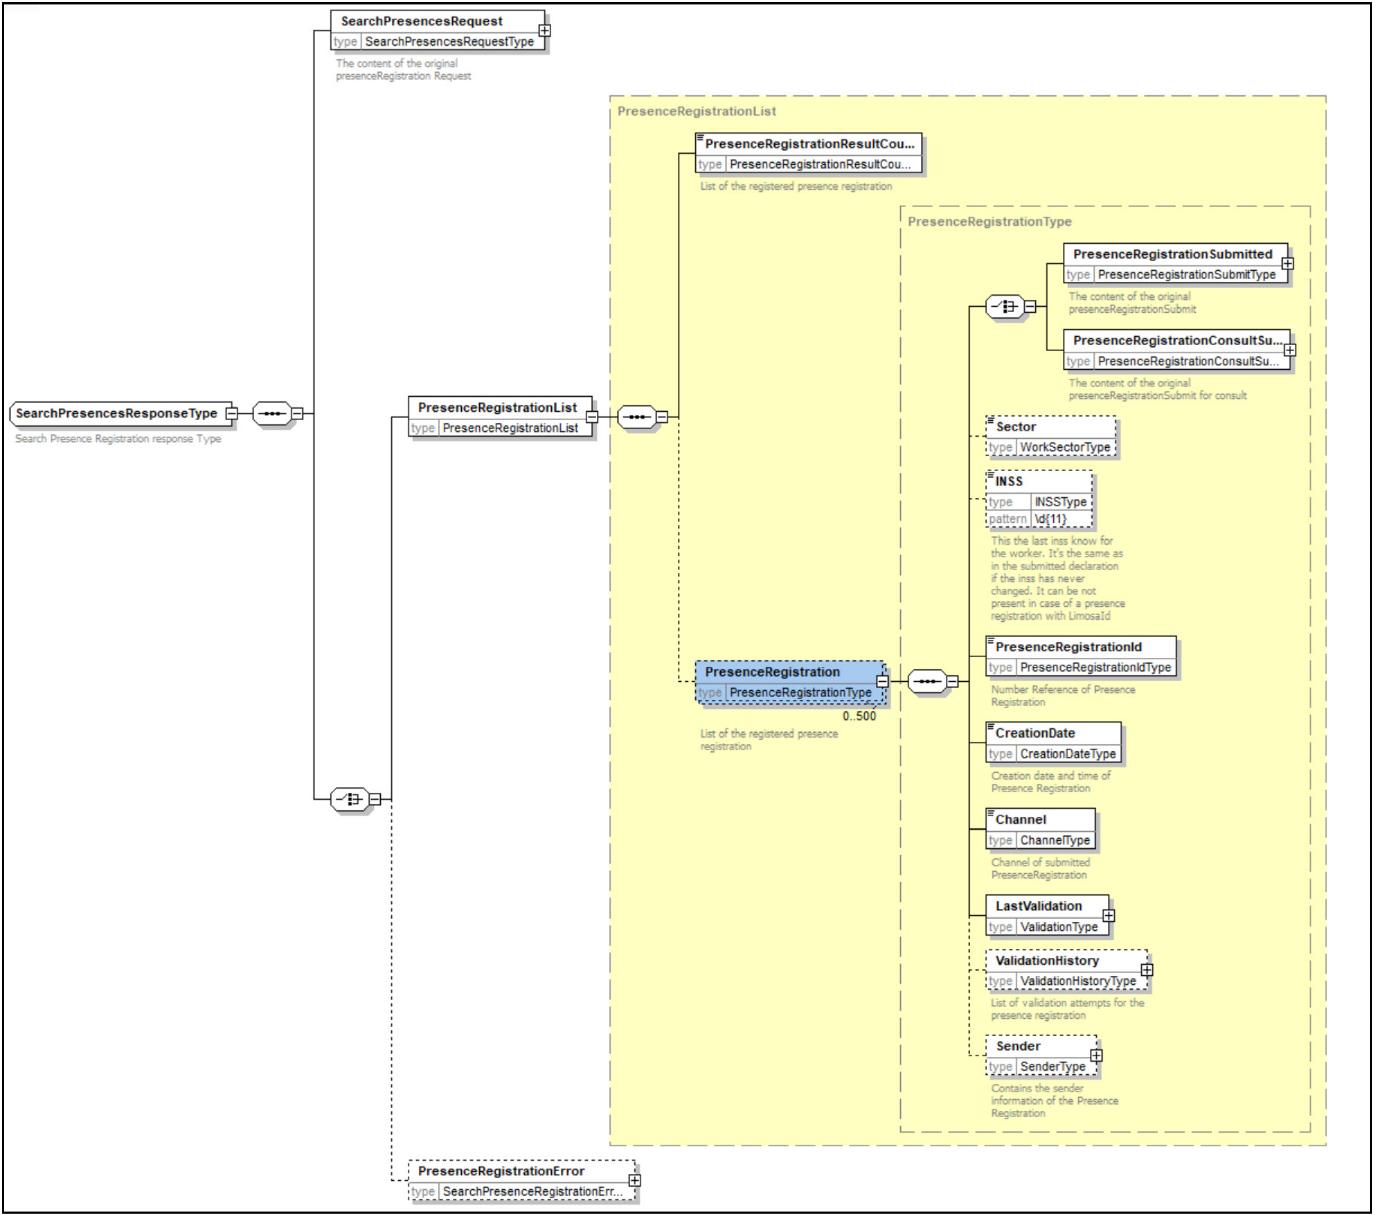 SearchPresencesRequest
type SearchPresencesRequestType
The content of the original
presenceRegistration Request
PresenceRegistrationList
PresenceRegistrationResultCou...
type PresenceRegistrationResultCou...
List of the registered presence registration
PresenceRegistrationType
PresenceRegistrationSubmitted
type PresenceRegistrationSubmitType
The content of the original
presenceRegistrationSubmit
PresenceRegistrationConsultSu...
type PresenceRegistrationConsultSu...
The content of the original
presenceRegistrationSubmit for consult
SearchPresencesResponseType
Search Presence Registration response Type
PresenceRegistrationList
type PresenceRegistrationList
Sector
type WorkSectorType
INSS
type INSSType
pattern \d{11}
This the last inss know for
the worker. It's the same as
in the submitted declaration
if the inss has never
changed. It can be not
present in case of a presence
registration with LimosaId
PresenceRegistration
type PresenceRegistrationType
0..500
List of the registered presence
registration
PresenceRegistrationId
type PresenceRegistrationIdType
Number Reference of Presence
Registration
CreationDate
type CreationDateType
Creation date and time of
Presence Registration
Channel
type ChannelType
Channel of submitted
PresenceRegistration
LastValidation
type ValidationType
ValidationHistory
type ValidationHistoryType
List of validation attempts for the
presence registration
Sender
type SenderType
Contains the sender
information of the Presence
Registration
PresenceRegistrationError
type SearchPresenceRegistrationErr...